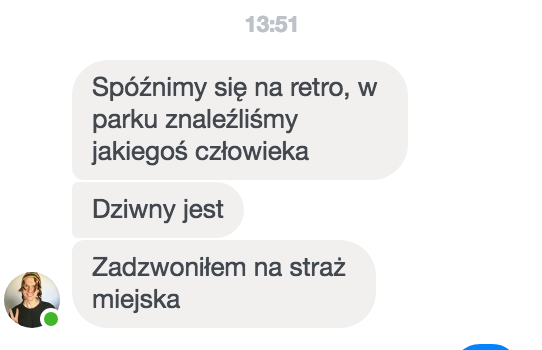 13:51
Spóźnimy się na retro, w
parku znaleźliśmy
jakiegoś człowieka
Dziwny jest
Zadzwoniłem na straż
miejska